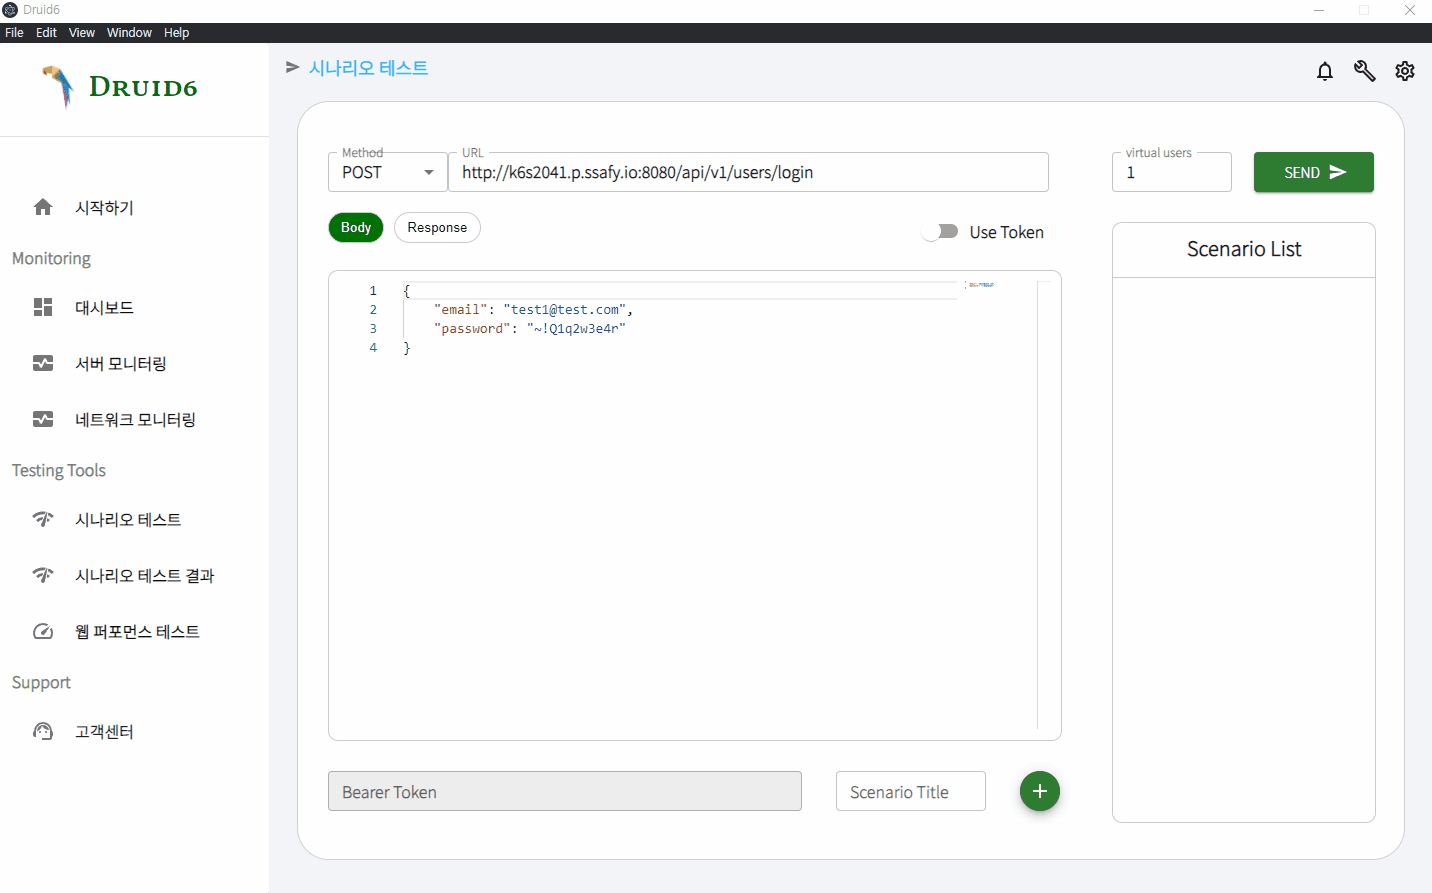 Druid6
File Edit View Window Help
DRUID6
시작하기
Monitoring
대시보드
서버 모니터링
네트워크 모니터링
Testing Tools
시나리오 테스트
시나리오 테스트 결과
웹 퍼포먼스 테스트
Support
고객센터
시나리오 테스트
Method
POST
URL
http://k6s2041.p.ssafy.io:8080/api/v1/users/login
virtual users
1
SEND
Body Response
Use Token
1 {
2 "email": "test1@test.com",
3 "password": "~!Q1q2w3e4r"
4 }
Bearer Token
Scenario Title
Scenario List